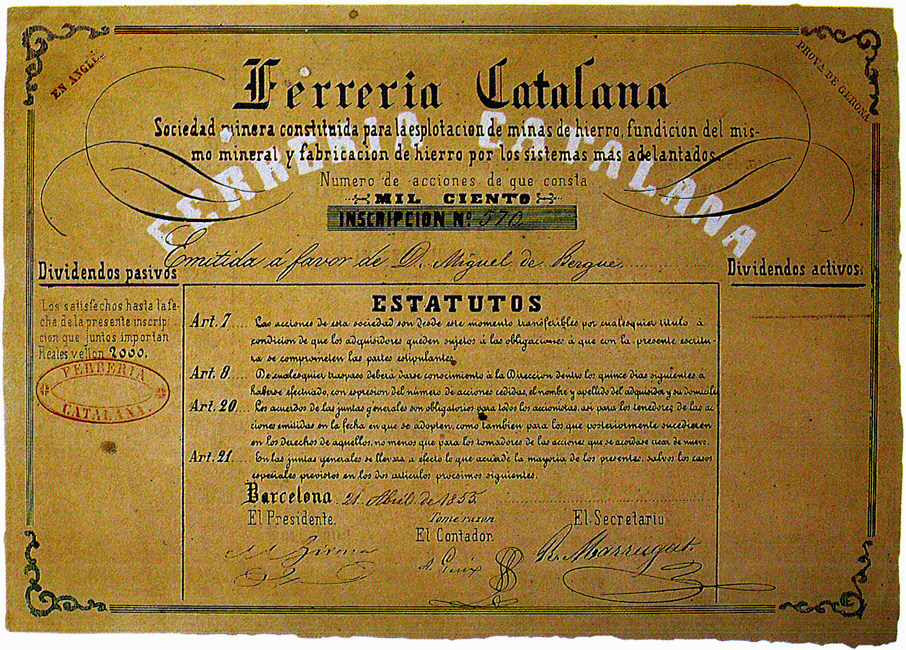 EN ANGLÉS
PROVA DE GERONA
Ferreria Catalana
Sociedad minera constituida para la esplotacion de minas de hierro, fundicion del mis-
mo mineral y fabricacion de hierro por los sistemas más adelantados.
FERRERIA CATALANA
Numero de acciones de que consta
MIL CIENTO
INSCRIPCION Nº 570
Emitida á favor de D. Miguel de Bergue
Dividendos pasivos
Dividendos activos.
Los satisfechos hasta la fe-
cha de la presente inscrip
cion que juntos importan
Reales vellon 2000.
FERRERIA
CATALANA
ESTATUTOS
Art. 7 Las acciones de esta sociedad son desde este momento transferibles por cualesquier titulo á
condicion de que los adquisidores queden sujetos á las obligaciones á que con la presente escritu-
ra se comprometen las partes estipulantes.
Art. 8 De cualesquier traspaso deberá darse conocimiento á la Direccion dentro los quince dias siguientes á
haberse efectuado, con espresion del número de acciones cedidas, el nombre y apellido del adquisidor y su domicilio
Art. 20 Los acuerdos de las juntas generales son obligatorios para todos los accionistas, asi para los tenedores de las ac
ciones emitidas en la fecha en que se adopten, como tambien para los que posteriormente sucedieren
en los derechos de aquellos, no menos que para los tomadores de las acciones que se acordase crear de nuevo.
Art. 21 En las juntas generales se llevará a efecto lo que acuerde la mayoria de los presentes, salvos los casos
especiales previstos en los dos articulos procsimos siguientes.
Barcelona 21 Abril de 1855
El Presidente.
Tomé razon
El Contador.
El Secretario
R. Marrugat